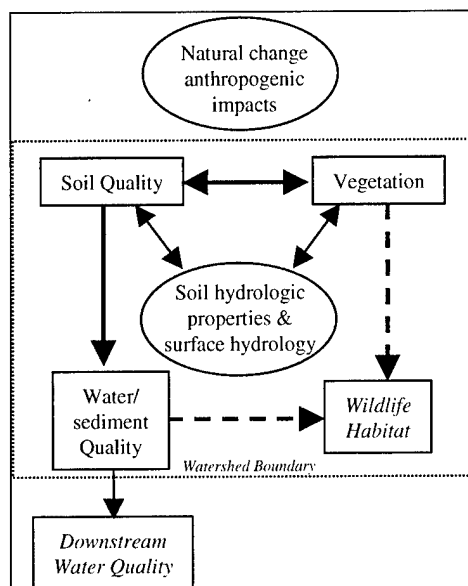 Natural change
anthropogenic
impacts
Soil Quality
Vegetation
Soil hydrologic
properties &
surface hydrology
Water/
sediment
Quality
Wildlife
Habitat
Watershed Boundary
Downstream
Water Quality